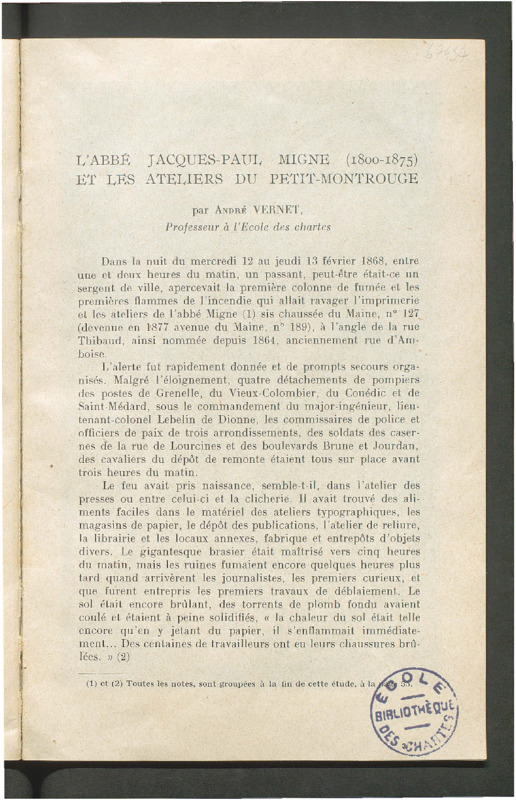 L'ABBÉ JACQUES-PAUL MIGNE (1800-1875)
ET LES ATELIERS DU PETIT-MONTROUGE
par ANDRÉ VERNET,
Professeur à l'Ecole des chartes
Dans la nuit du mercredi 12 au jeudi 13 février 1868, entre
une et deux heures du matin, un passant, peut-être était-ce un
sergent de ville, apercevait la première colonne de fumée et les
premières flammes de l'incendie qui allait ravager l'imprimerie
et les ateliers de l'abbé Migne (1) sis chaussée du Maine, n° 127
(devenue en 1877 avenue du Maine, n° 189), à l'angle de la rue
Thibaud, ainsi nommée depuis 1864, anciennement rue d'Am-
boise.
L'alerte fut rapidement donnée et de prompts secours orga-
nisés. Malgré l'éloignement, quatre détachements de pompiers
des postes de Grenelle, du Vieux-Colombier, du Conédic et de
Saint-Médard, sous le commandement du major-ingénieur, lieu-
tenant-colonel Lebelin de Dionne, les commissaires de police et
officiers de paix de trois arrondissements, des soldats des caser-
nes de la rue de Lourcines et des boulevards Brune et Jourdan,
des cavaliers du dépôt de remonte étaient tous sur place avant
trois heures du matin.
Le feu avait pris naissance, semble-t-il, dans l'atelier des
presses ou entre celui-ci et la clicherie. Il avait trouvé des ali-
ments faciles dans le matériel des ateliers typographiques, les
magasins de papier, le dépôt des publications, l'atelier de reliure,
la librairie et les locaux annexes, fabrique et entrepôts d'objets
divers. Le gigantesque brasier était maîtrisé vers cinq heures
du matin, mais les ruines fumaient encore quelques heures plus
tard quand arrivèrent les journalistes, les premiers curieux, et
que furent entrepris les premiers travaux de déblaiement. Le
sol était encore brûlant, des torrents de plomb fondu avaient
coulé et étaient à peine solidifiés, « la chaleur du sol était telle
encore qu'en y jetant du papier, il s'enflammait immédiate-
ment... Des centaines de travailleurs ont eu leurs chaussures brû-
lées. » (2)
(1) et (2) Toutes les notes, sont groupées à la fin de cette étude, à la
ÉCOLE
BIBLIOTHÈQUE
DES CHARTES